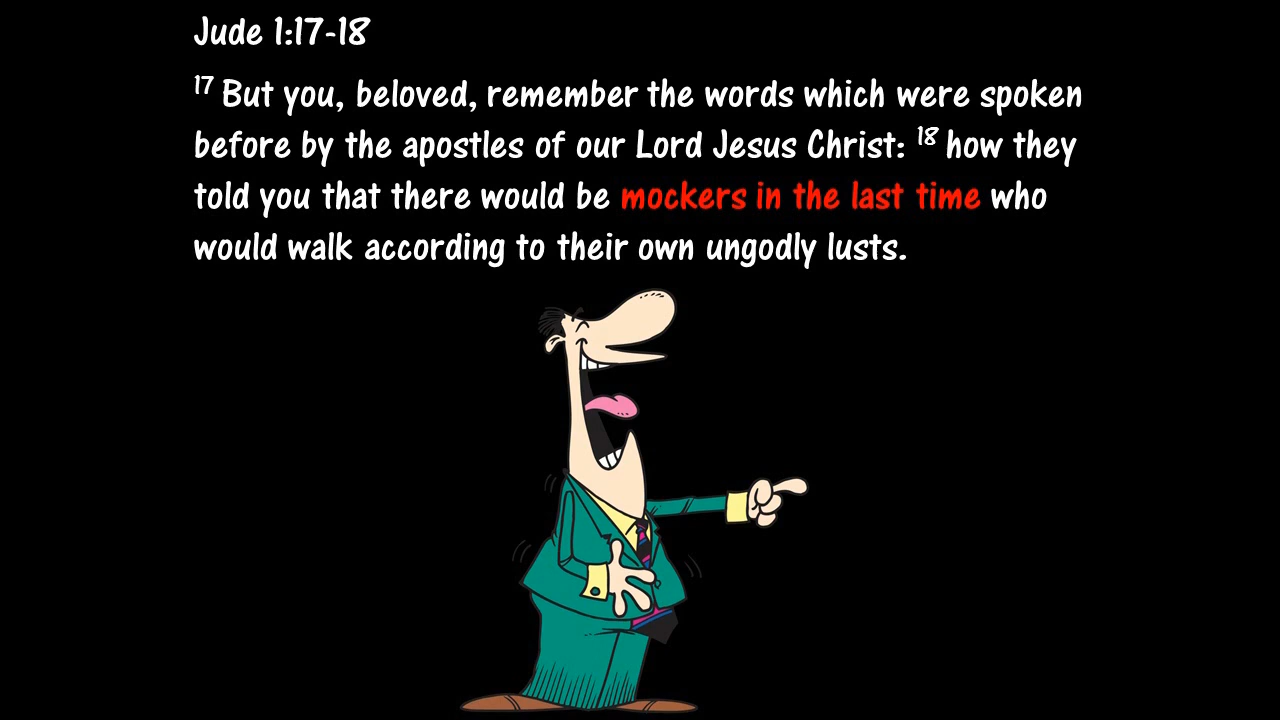 Jude 1:17-18
17 But you, beloved, remember the words which were spoken
before by the apostles of our Lord Jesus Christ: 18 how they
told you that there would be mockers in the last time who
would walk according to their own ungodly lusts.